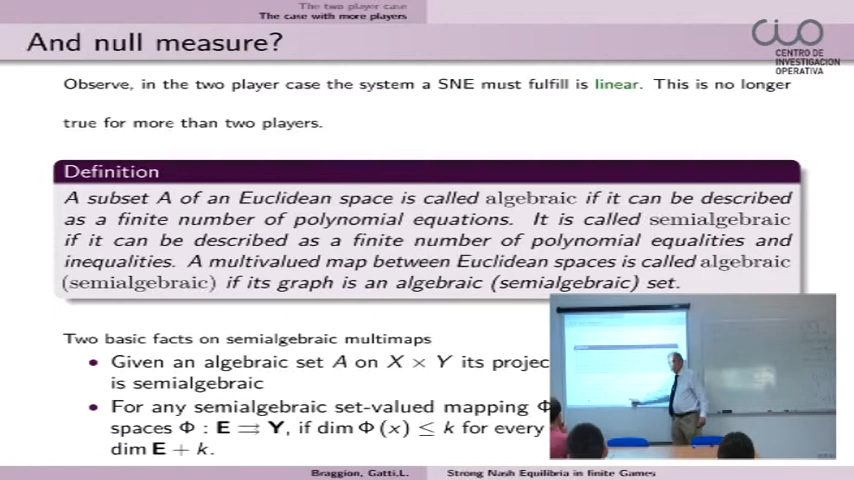 The two player case
The case with more players
And null measure?
CIO
CENTRO DE
INVESTIGACIÓN
OPERATIVA
Observe, in the two player case the system a SNE must fulfill is linear. This is no longer
true for more than two players.
Definition
A subset A of an Euclidean space is called algebraic if it can be described
as a finite number of polynomial equations. It is called semialgebraic
if it can be described as a finite number of polynomial equalities and
inequalities. A multivalued map between Euclidean spaces is called algebraic
(semialgebraic) if its graph is an algebraic (semialgebraic) set.
Two basic facts on semialgebraic multimaps
• Given an algebraic set A on X × Y its
is semialgebraic
• For any semialgebraic set-valued mapping Φ
spaces Φ : E ⇉ Y, if dim Φ (x) ≤ k for every
dim E + k.
Braggion, Gatti,L.
Strong Nash Equilibria in finite Games